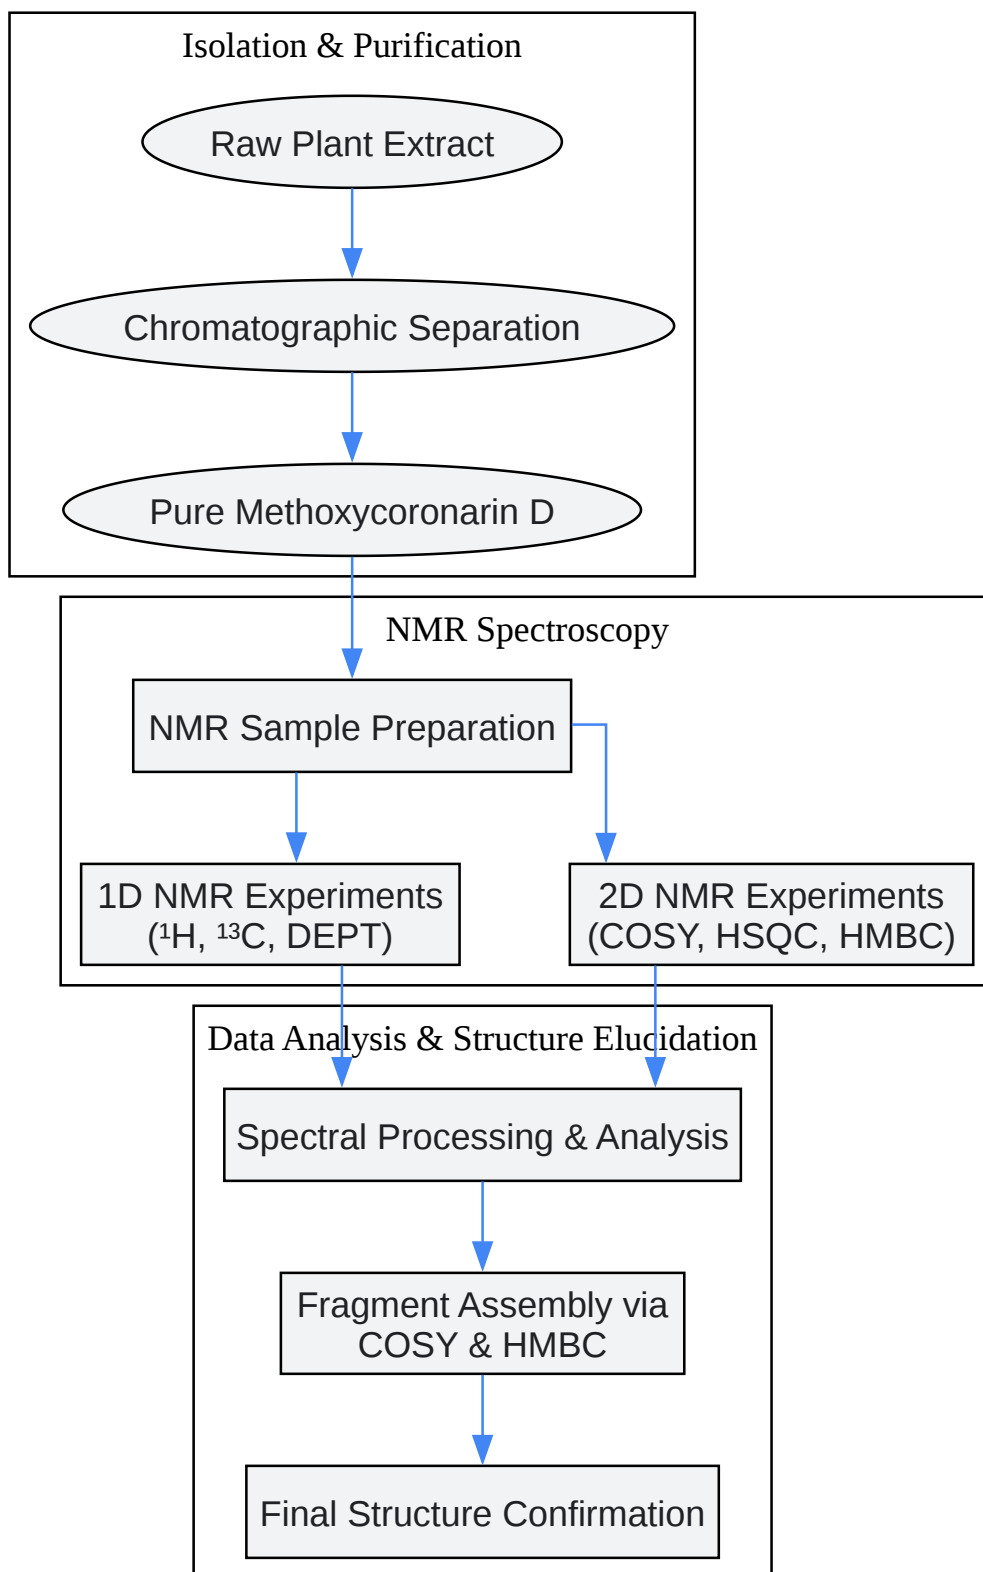 Isolation & Purification
Raw Plant Extract
Chromatographic Separation
Pure Methoxycoronarin D
NMR Spectroscopy
NMR Sample Preparation
1D NMR Experiments
(¹H, ¹³C, DEPT)
2D NMR Experiments
(COSY, HSQC, HMBC)
Data Analysis & Structure Elucidation
Spectral Processing & Analysis
Fragment Assembly via
COSY & HMBC
Final Structure Confirmation